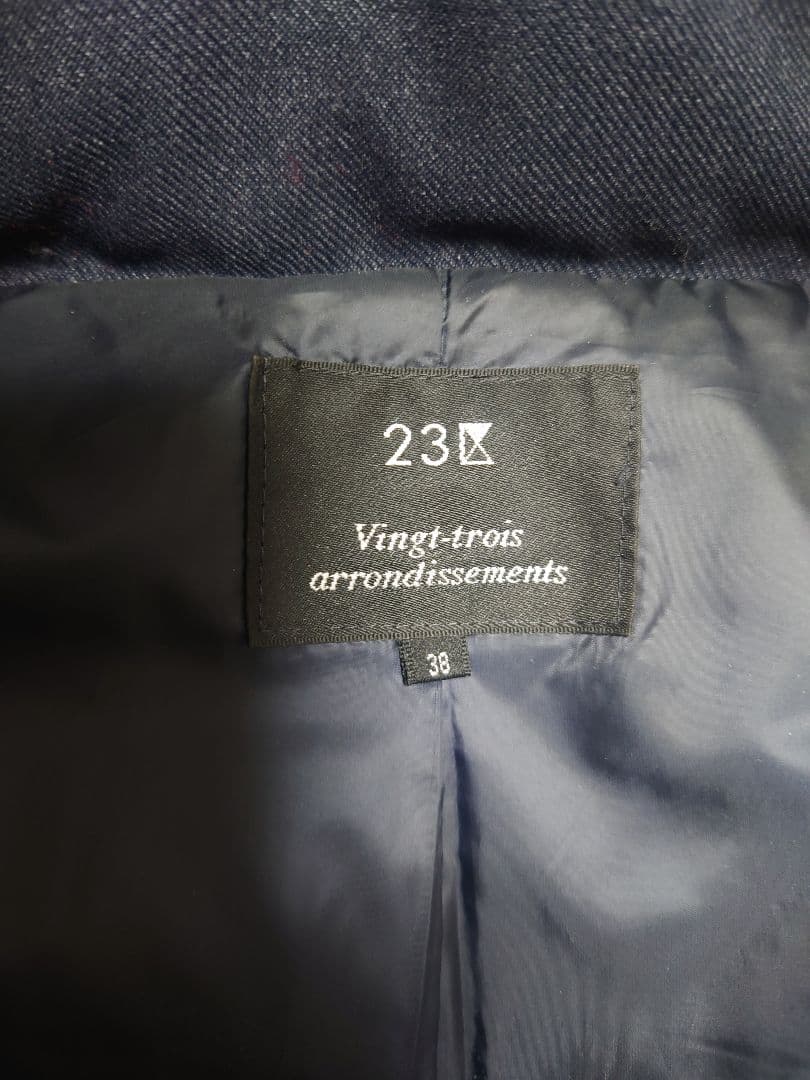 23区
Vingt-trois
arrondissements
38